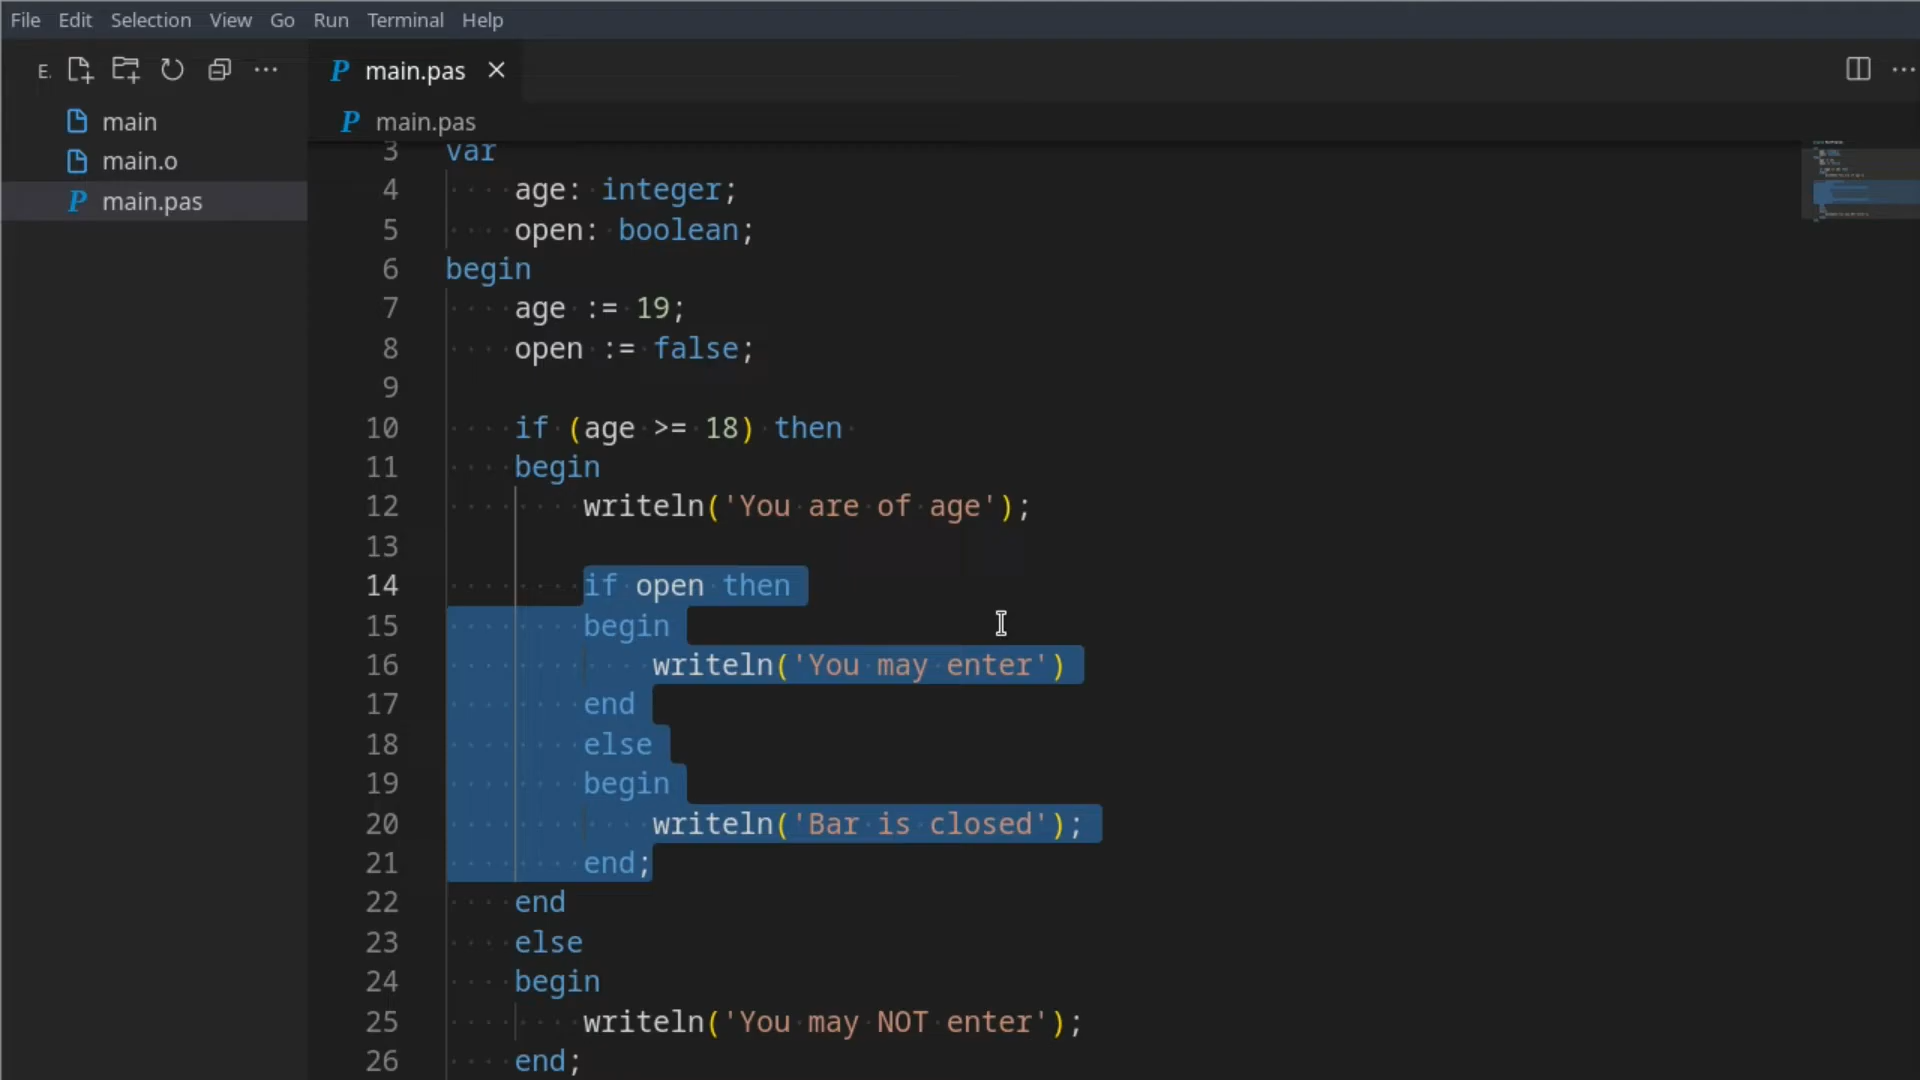 File Edit Selection View Go Run Terminal Help
E. main.pas
main
main.o
main.pas
main.pas
3 var
4 age: integer;
5 open: boolean;
6 begin
7 age := 19;
8 open := false;
9
10 if (age >= 18) then
11 begin
12 writeln('You are of age');
13
14 if open then
15 begin
16 writeln('You may enter')
17 end
18 else
19 begin
20 writeln('Bar is closed');
21 end;
22 end
23 else
24 begin
25 writeln('You may NOT enter');
26 end;